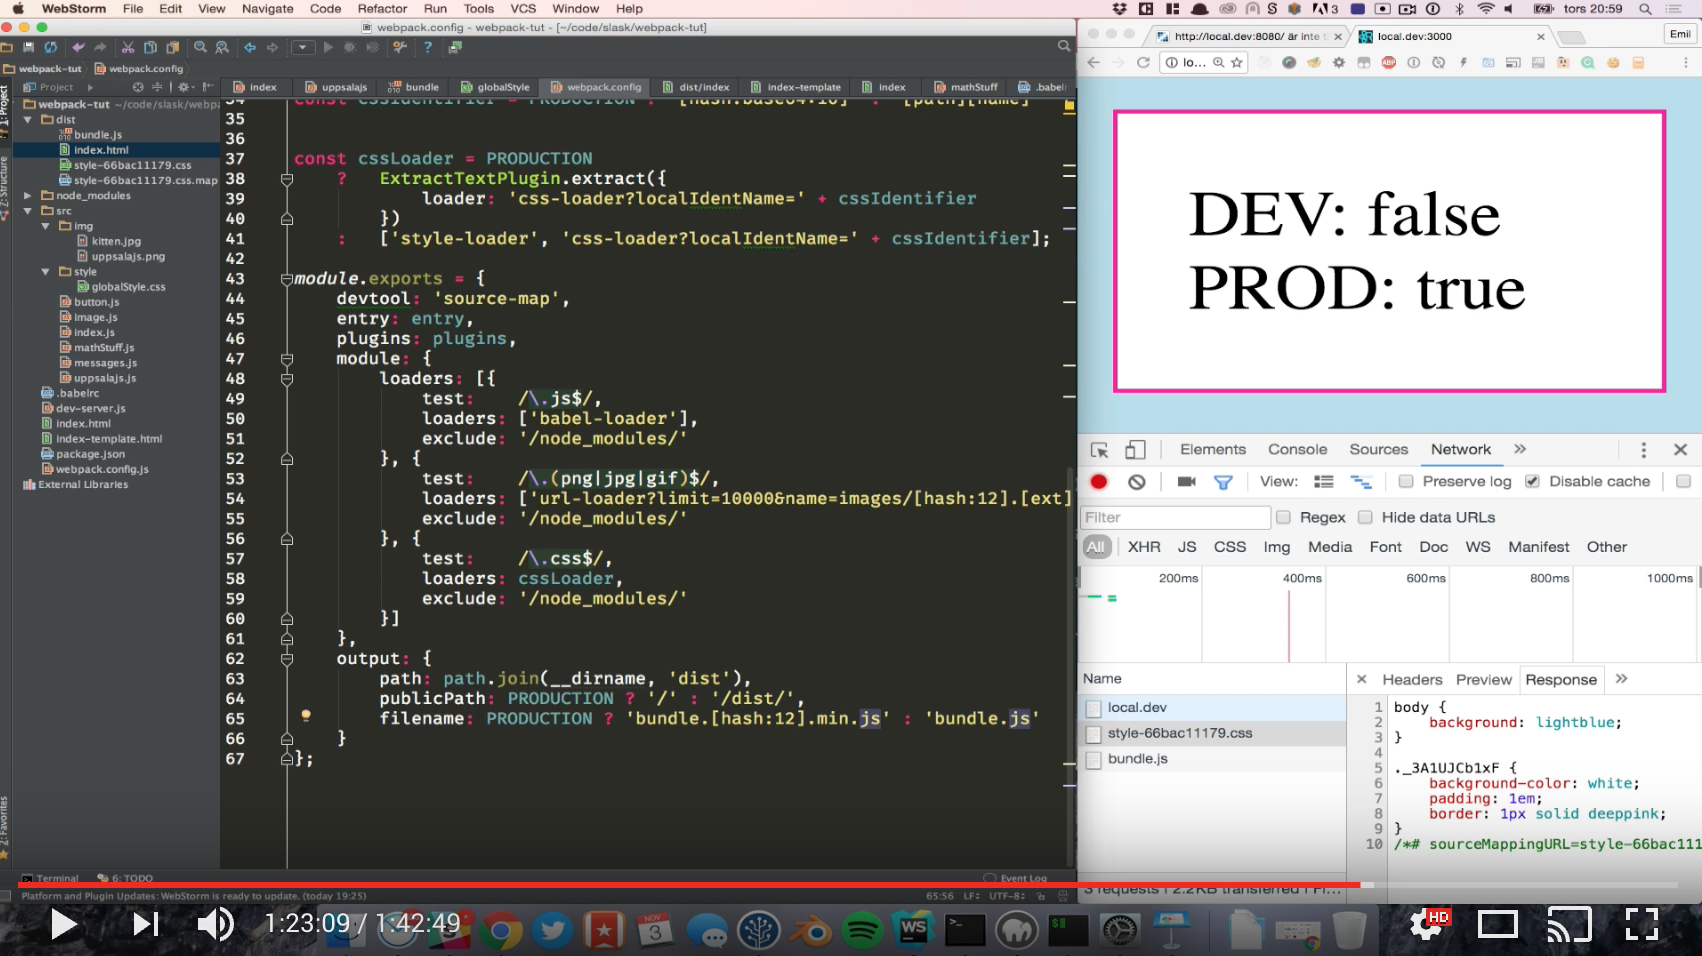 WebStorm File Edit View Navigate Code Refactor Run Tools VCS Window Help
3 tors 20:59
webpack.config - webpack-tut - [~/code/slask/webpack-tut]
webpack-tut webpack.config
Project
index uppsalajs bundle globalStyle webpack.config dist/index index-template index mathStuff .babel
1: Project
Z: Structure
2: Favorites
webpack-tut ~/code/slask/webpa
dist
bundle.js
index.html
style-66bac11179.css
style-66bac11179.css.map
node_modules
src
img
kitten.jpg
uppsalajs.png
style
globalStyle.css
button.js
image.js
index.js
mathStuff.js
messages.js
uppsalajs.js
.babelrc
dev-server.js
index.html
index-template.html
package.json
webpack.config.js
External Libraries
34 const cssIdentifier = PRODUCTION ? '[hash:base64:10]' : '[path][name]
35
36
37 const cssLoader = PRODUCTION
38 ? ExtractTextPlugin.extract({
39 loader: 'css-loader?localIdentName=' + cssIdentifier
40 })
41 : ['style-loader', 'css-loader?localIdentName=' + cssIdentifier];
42
43 module.exports = {
44 devtool: 'source-map',
45 entry: entry,
46 plugins: plugins,
47 module: {
48 loaders: [{
49 test: /\.js$/,
50 loaders: ['babel-loader'],
51 exclude: '/node_modules/'
52 }, {
53 test: /\.(png|jpg|gif)$/,
54 loaders: ['url-loader?limit=10000&name=images/[hash:12].[ext]
55 exclude: '/node_modules/'
56 }, {
57 test: /\.css$/,
58 loaders: cssLoader,
59 exclude: '/node_modules/'
60 }]
61 },
62 output: {
63 path: path.join(__dirname, 'dist'),
64 publicPath: PRODUCTION ? '/' : '/dist/',
65 filename: PRODUCTION ? 'bundle.[hash:12].min.js' : 'bundle.js'
66 }
67 };
Terminal 6: TODO Event Log
Platform and Plugin Updates: WebStorm is ready to update. (today 19:25) 65:56 LF UTF-8
http://local.dev:8080/ är inte ti local.dev:3000 Emil
lo... ABP
DEV: false
PROD: true
Elements Console Sources Network
View: Preserve log Disable cache
Filter Regex Hide data URLs
All XHR JS CSS Img Media Font Doc WS Manifest Other
200ms 400ms 600ms 800ms 1000ms
Name
local.dev
style-66bac11179.css
bundle.js
Headers Preview Response
1 body {
2 background: lightblue;
3 }
4
5 ._3A1UJCb1xF {
6 background-color: white;
7 padding: 1em;
8 border: 1px solid deeppink;
9 }
10 /*# sourceMappingURL=style-66bac111
3 requests | 2.2KB transferred | Fi...
1:23:09 / 1:42:49
NOV
3
WS
HD